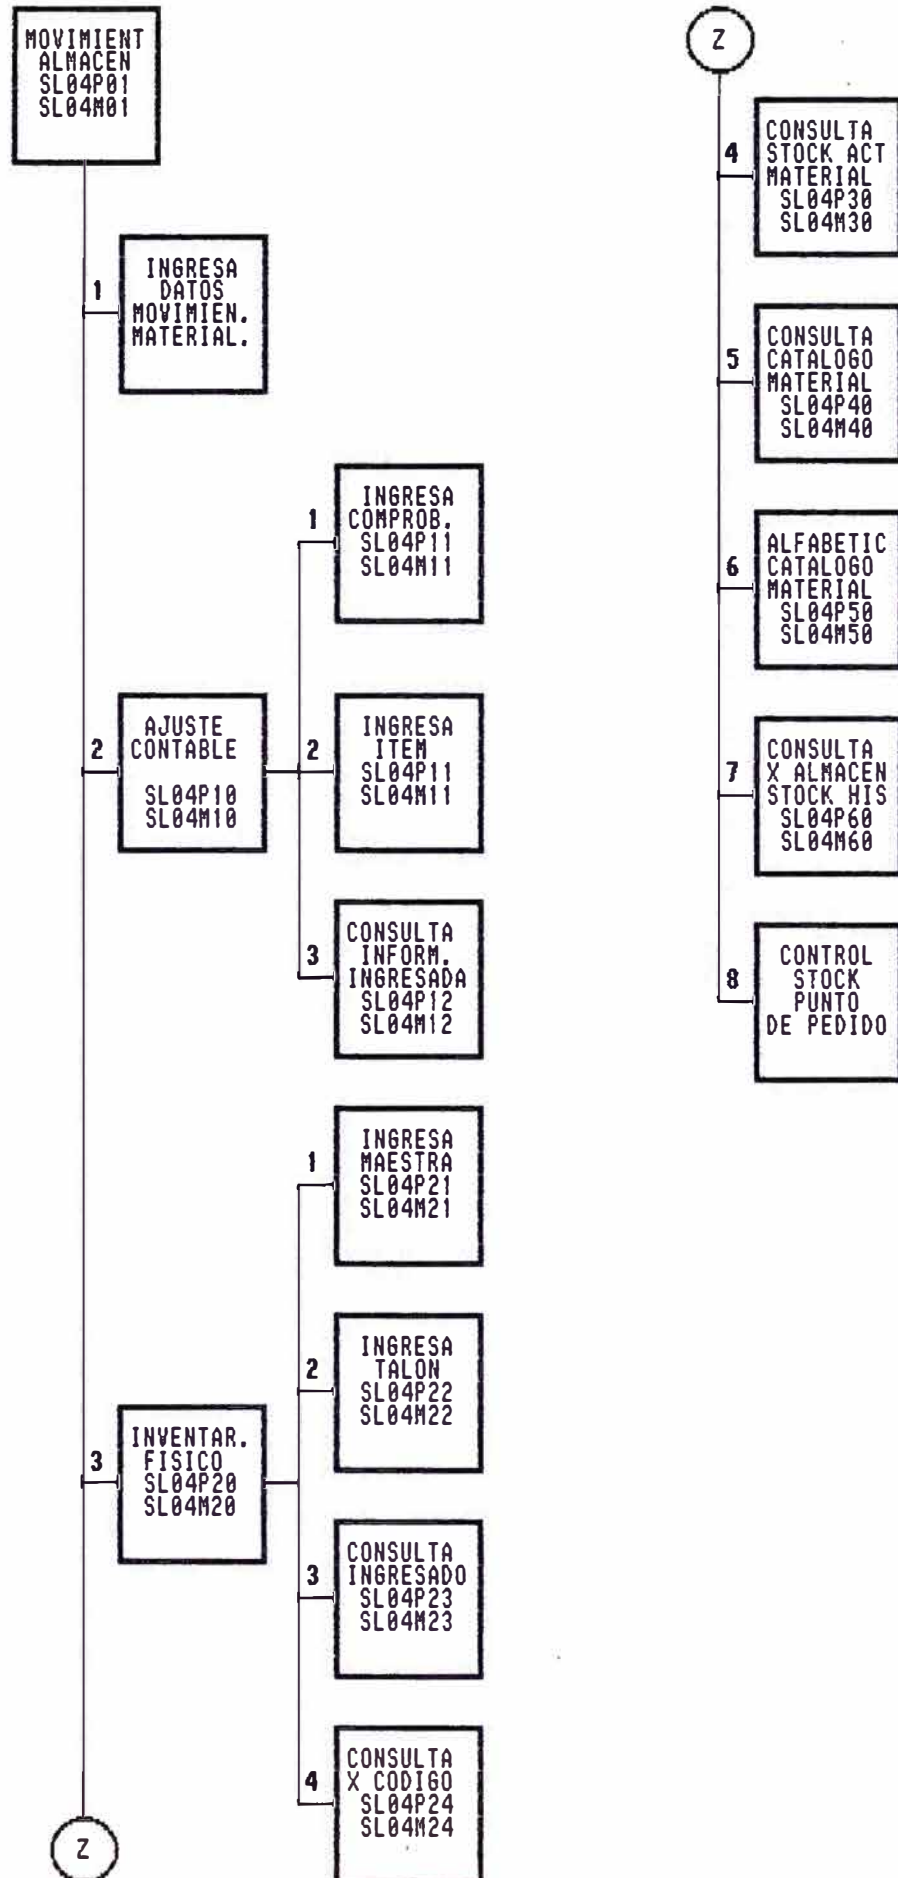 MOVIMIENT
ALMACEN
SL04P01
SL04M01
1
INGRESA
DATOS
MOVIMIEN.
MATERIAL.
2
AJUSTE
CONTABLE
SL04P10
SL04M10
1
INGRESA
COMPROB.
SL04P11
SL04M11
2
INGRESA
ITEM
SL04P11
SL04M11
3
CONSULTA
INFORM.
INGRESADA
SL04P12
SL04M12
3
INVENTAR.
FISICO
SL04P20
SL04M20
1
INGRESA
MAESTRA
SL04P21
SL04M21
2
INGRESA
TALON
SL04P22
SL04M22
3
CONSULTA
INGRESADO
SL04P23
SL04M23
4
CONSULTA
X CODIGO
SL04P24
SL04M24
Z
Z
4
CONSULTA
STOCK ACT
MATERIAL
SL04P30
SL04M30
5
CONSULTA
CATALOGO
MATERIAL
SL04P40
SL04M40
6
ALFABETIC
CATALOGO
MATERIAL
SL04P50
SL04M50
7
CONSULTA
X ALMACEN
STOCK HIS
SL04P60
SL04M60
8
CONTROL
STOCK
PUNTO
DE PEDIDO